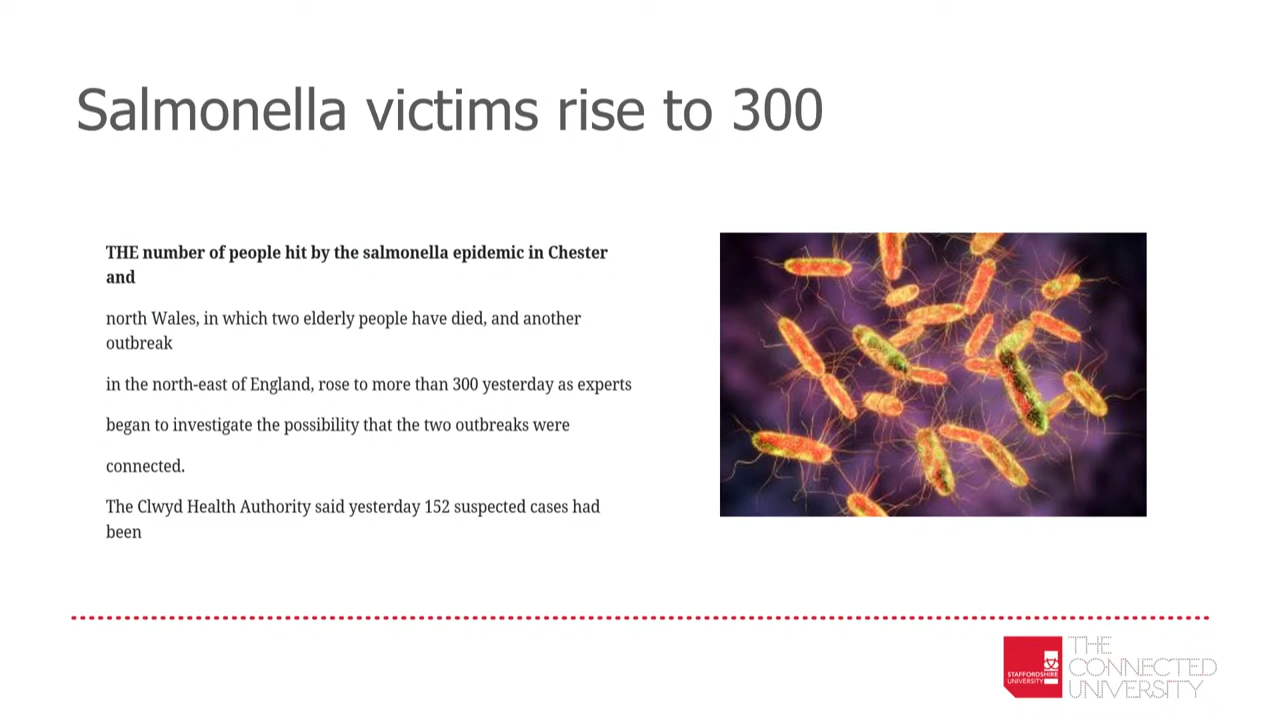 Salmonella victims rise to 300
THE number of people hit by the salmonella epidemic in Chester
and
north Wales, in which two elderly people have died, and another
outbreak
in the north-east of England, rose to more than 300 yesterday as experts
began to investigate the possibility that the two outbreaks were
connected.
The Clwyd Health Authority said yesterday 152 suspected cases had
been
STAFFORDSHIRE
UNIVERSITY
THE
CONNECTED
UNIVERSITY